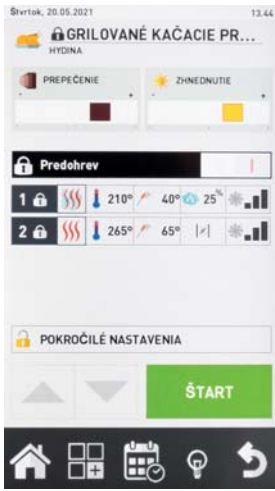 Štvrtok, 20.05.2021 13.44
GRILOVANÉ KAČACIE PR...
HYDINA
PREPEČENIE ZHNEDNUTIE
- + - +
Predohrev
1 210° 40° 25%
2 265° 65°
POKROČILÉ NASTAVENIA
ŠTART